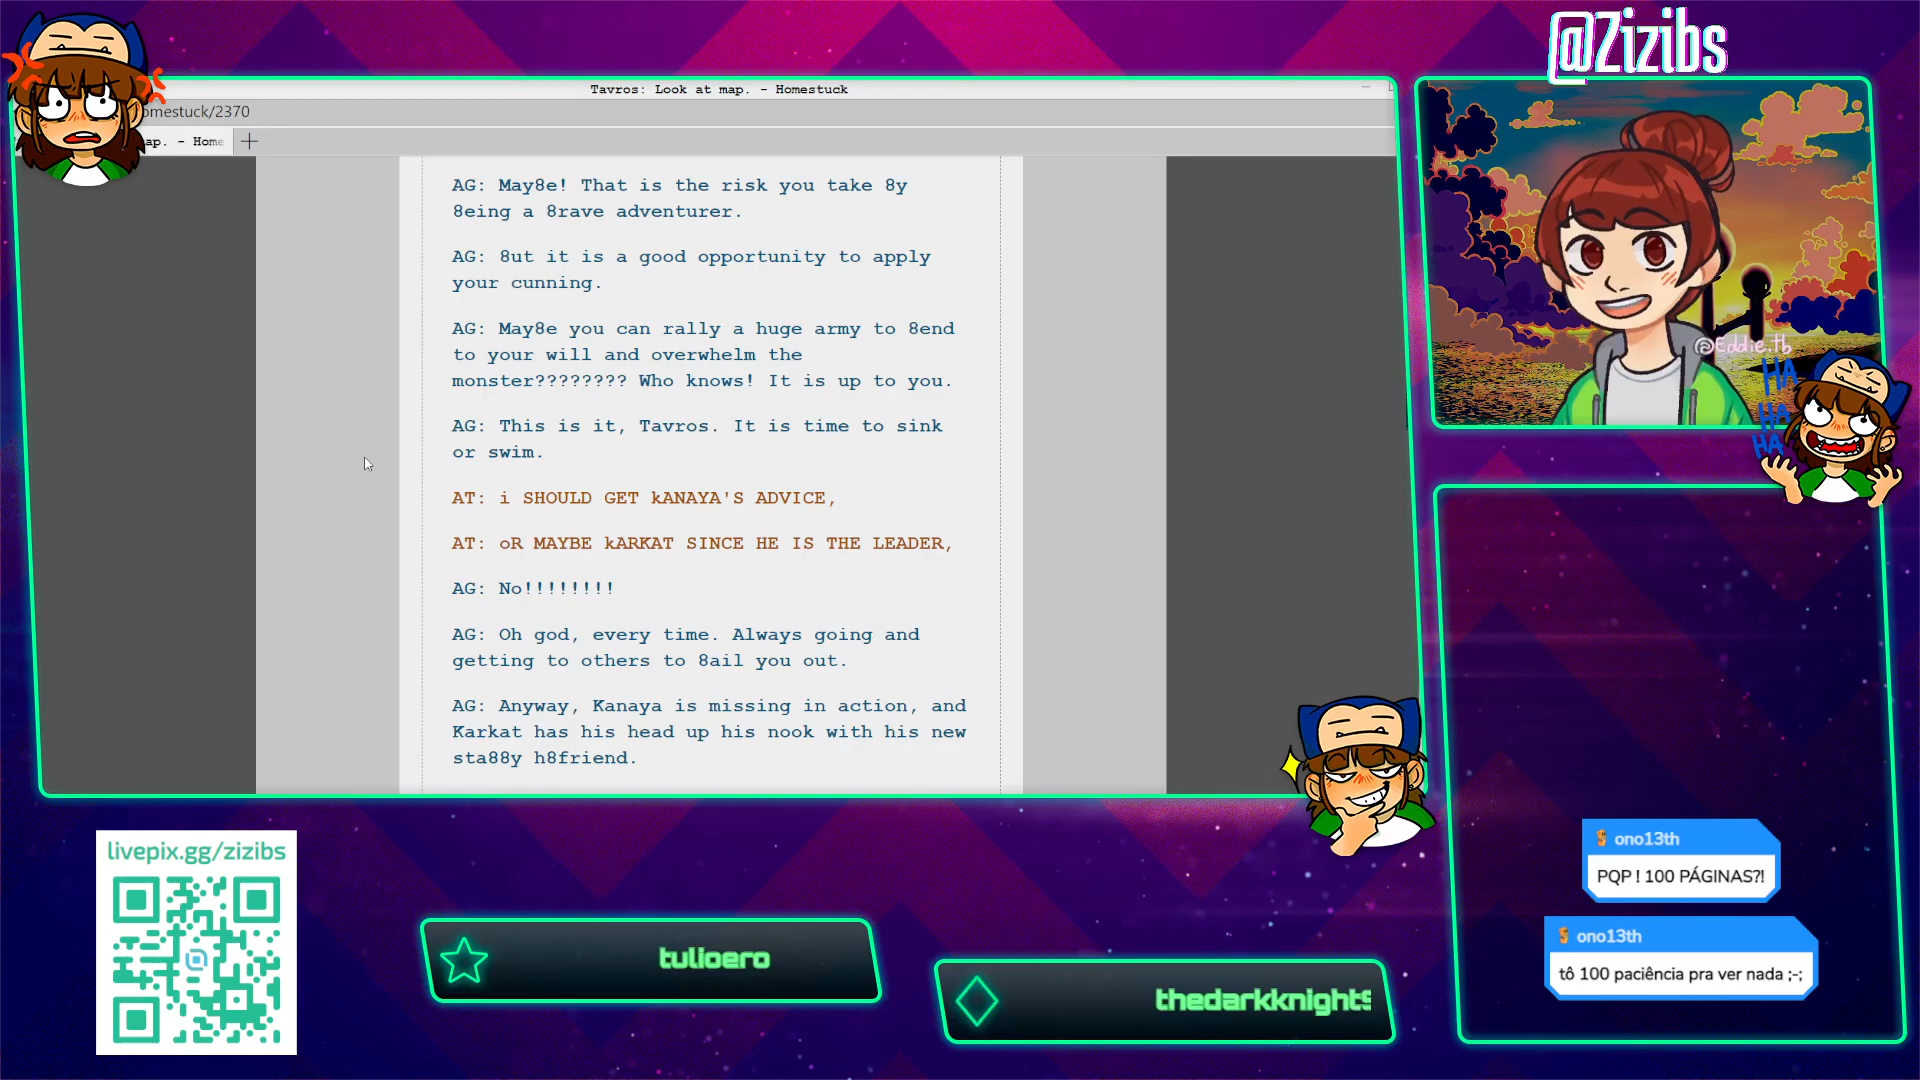 @Zizibs
Tavros: Look at map. - Homestuck
omestuck/2370
ap. - Home
AG: May8e! That is the risk you take 8y
8eing a 8rave adventurer.
AG: 8ut it is a good opportunity to apply
your cunning.
AG: May8e you can rally a huge army to 8end
to your will and overwhelm the
monster???????? Who knows! It is up to you.
AG: This is it, Tavros. It is time to sink
or swim.
AT: i SHOULD GET kANAYA'S ADVICE,
AT: oR MAYBE kARKAT SINCE HE IS THE LEADER,
AG: No!!!!!!!!
AG: Oh god, every time. Always going and
getting to others to 8ail you out.
AG: Anyway, Kanaya is missing in action, and
Karkat has his head up his nook with his new
sta88y h8friend.
@Eddie.tb
HA
HA
HA
livepix.gg/zizibs
tulioero
thedarkknights
ono13th
PQP ! 100 PÁGINAS?!
ono13th
tô 100 paciência pra ver nada ;-;